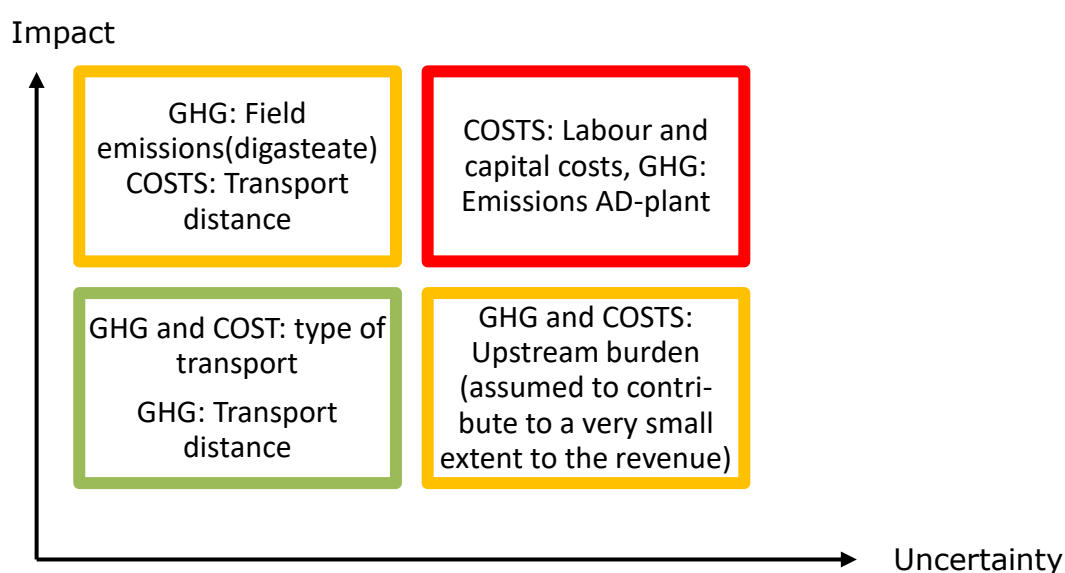 Impact
GHG: Field
emissions(digasteate)
COSTS: Transport
distance
COSTS: Labour and
capital costs, GHG:
Emissions AD-plant
GHG and COST: type of
transport
GHG: Transport
distance
GHG and COSTS:
Upstream burden
(assumed to contri-
bute to a very small
extent to the revenue)
Uncertainty